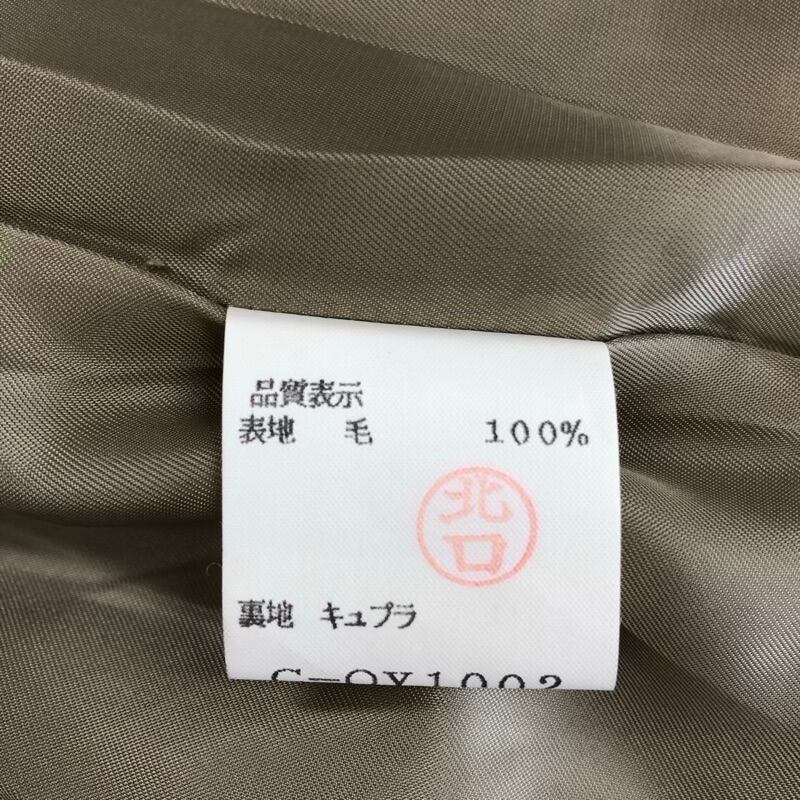 品質表示
表地 毛 100%
北
口
裏地 キュプラ